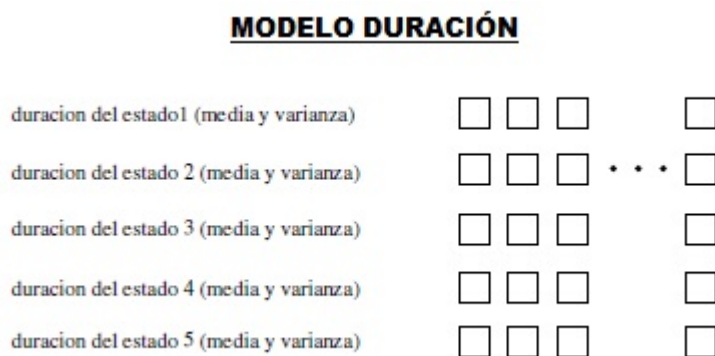 MODELO DURACIÓN
duracion del estado1 (media y varianza)
duracion del estado 2 (media y varianza)
duracion del estado 3 (media y varianza)
duracion del estado 4 (media y varianza)
duracion del estado 5 (media y varianza)